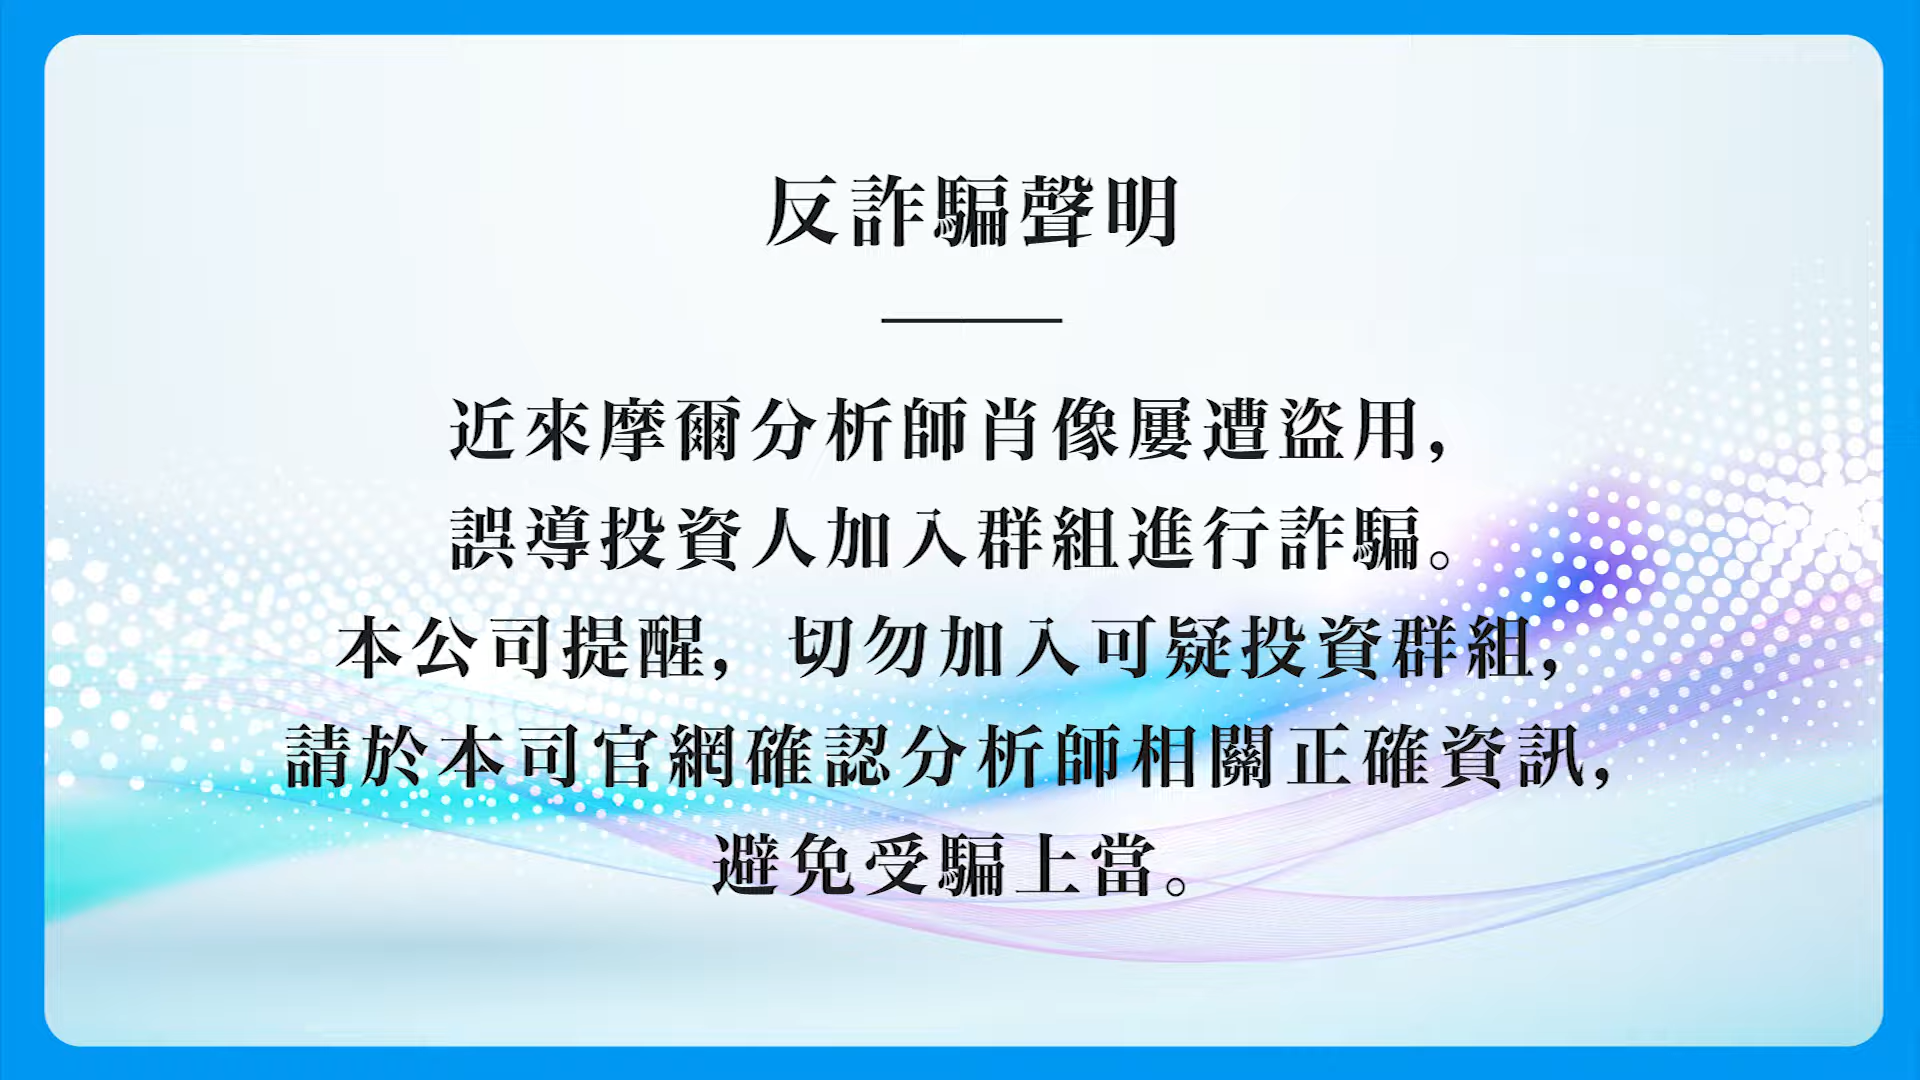 反詐騙聲明
近來摩爾分析師肖像屢遭盜用，
誤導投資人加入群組進行詐騙。
本公司提醒，切勿加入可疑投資群組，
請於本司官網確認分析師相關正確資訊，
避免受騙上當。